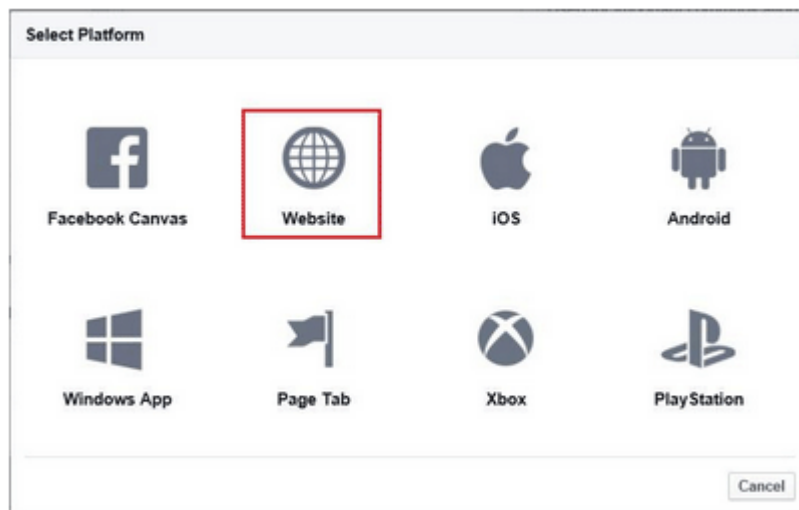 Select Platform
Facebook Canvas Website iOS Android
Windows App Page Tab Xbox PlayStation
Cancel